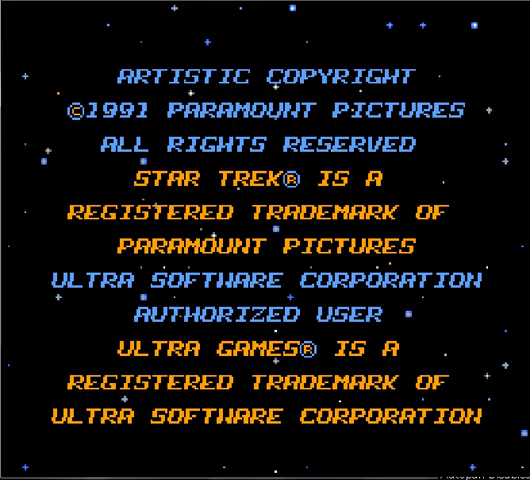 ARTISTIC COPYRIGHT
©1991 PARAMOUNT PICTURES
ALL RIGHTS RESERVED
STAR TREK® IS A
REGISTERED TRADEMARK OF
PARAMOUNT PICTURES
ULTRA SOFTWARE CORPORATION
AUTHORIZED USER
ULTRA GAMES® IS A
REGISTERED TRADEMARK OF
ULTRA SOFTWARE CORPORATION